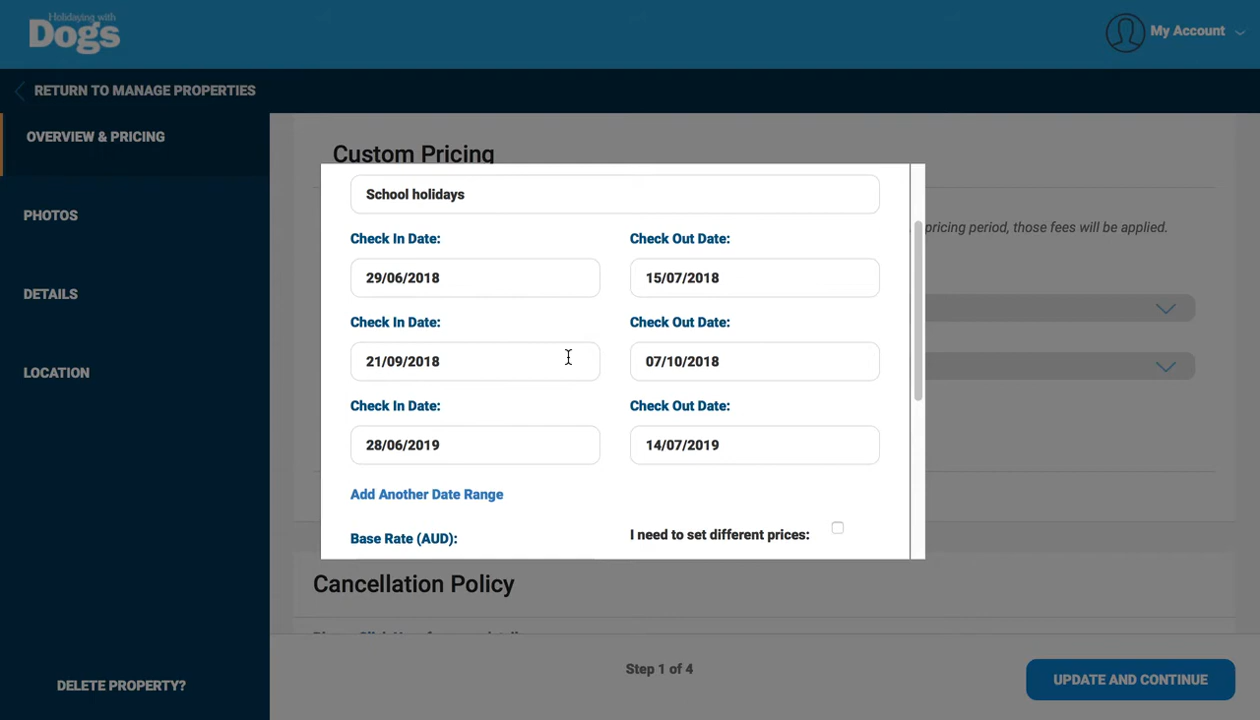 Holidaying with
Dogs
My Account
RETURN TO MANAGE PROPERTIES
OVERVIEW & PRICING
PHOTOS
DETAILS
LOCATION
DELETE PROPERTY?
Custom Pricing
pricing period, those fees will be applied.
School holidays
Check In Date: Check Out Date:
29/06/2018 15/07/2018
Check In Date: Check Out Date:
21/09/2018 07/10/2018
Check In Date: Check Out Date:
28/06/2019 14/07/2019
Add Another Date Range
Base Rate (AUD): I need to set different prices:
Cancellation Policy
Step 1 of 4
UPDATE AND CONTINUE